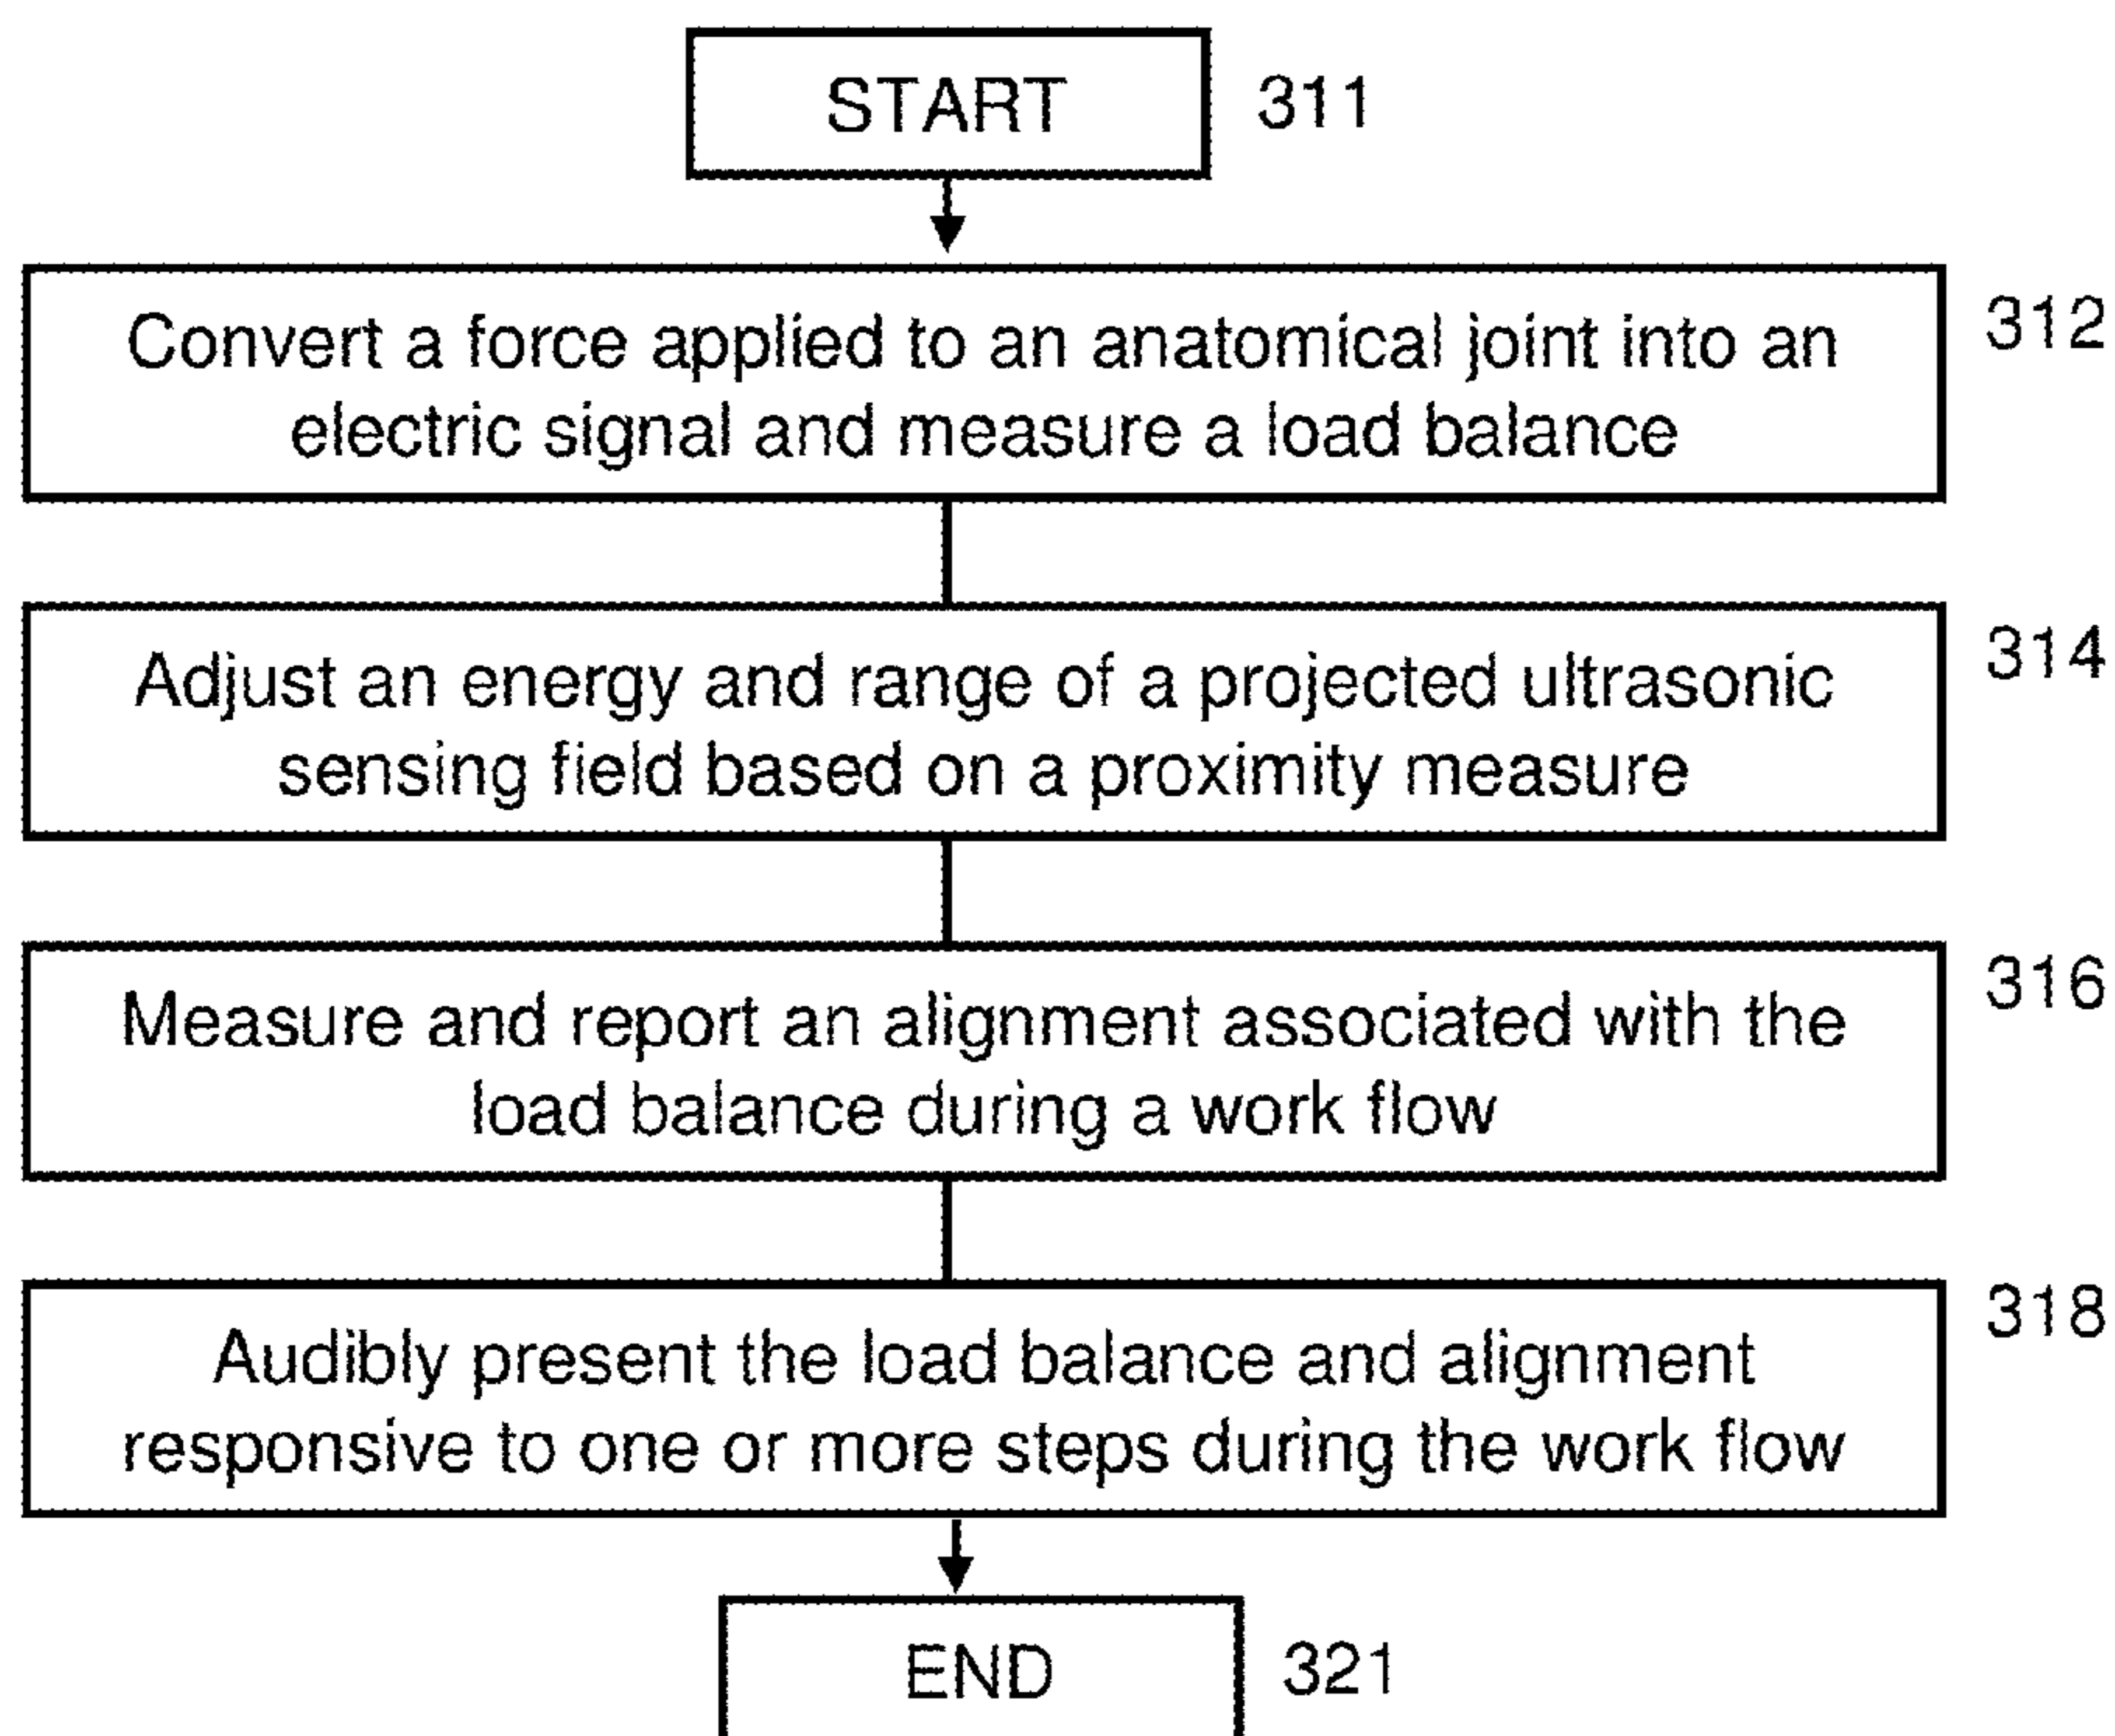 START
311
Convert a force applied to an anatomical joint into an
electric signal and measure a load balance
312
Adjust an energy and range of a projected ultrasonic
sensing field based on a proximity measure
314
Measure and report an alignment associated with the
load balance during a work flow
316
Audibly present the load balance and alignment
responsive to one or more steps during the work flow
318
END
321